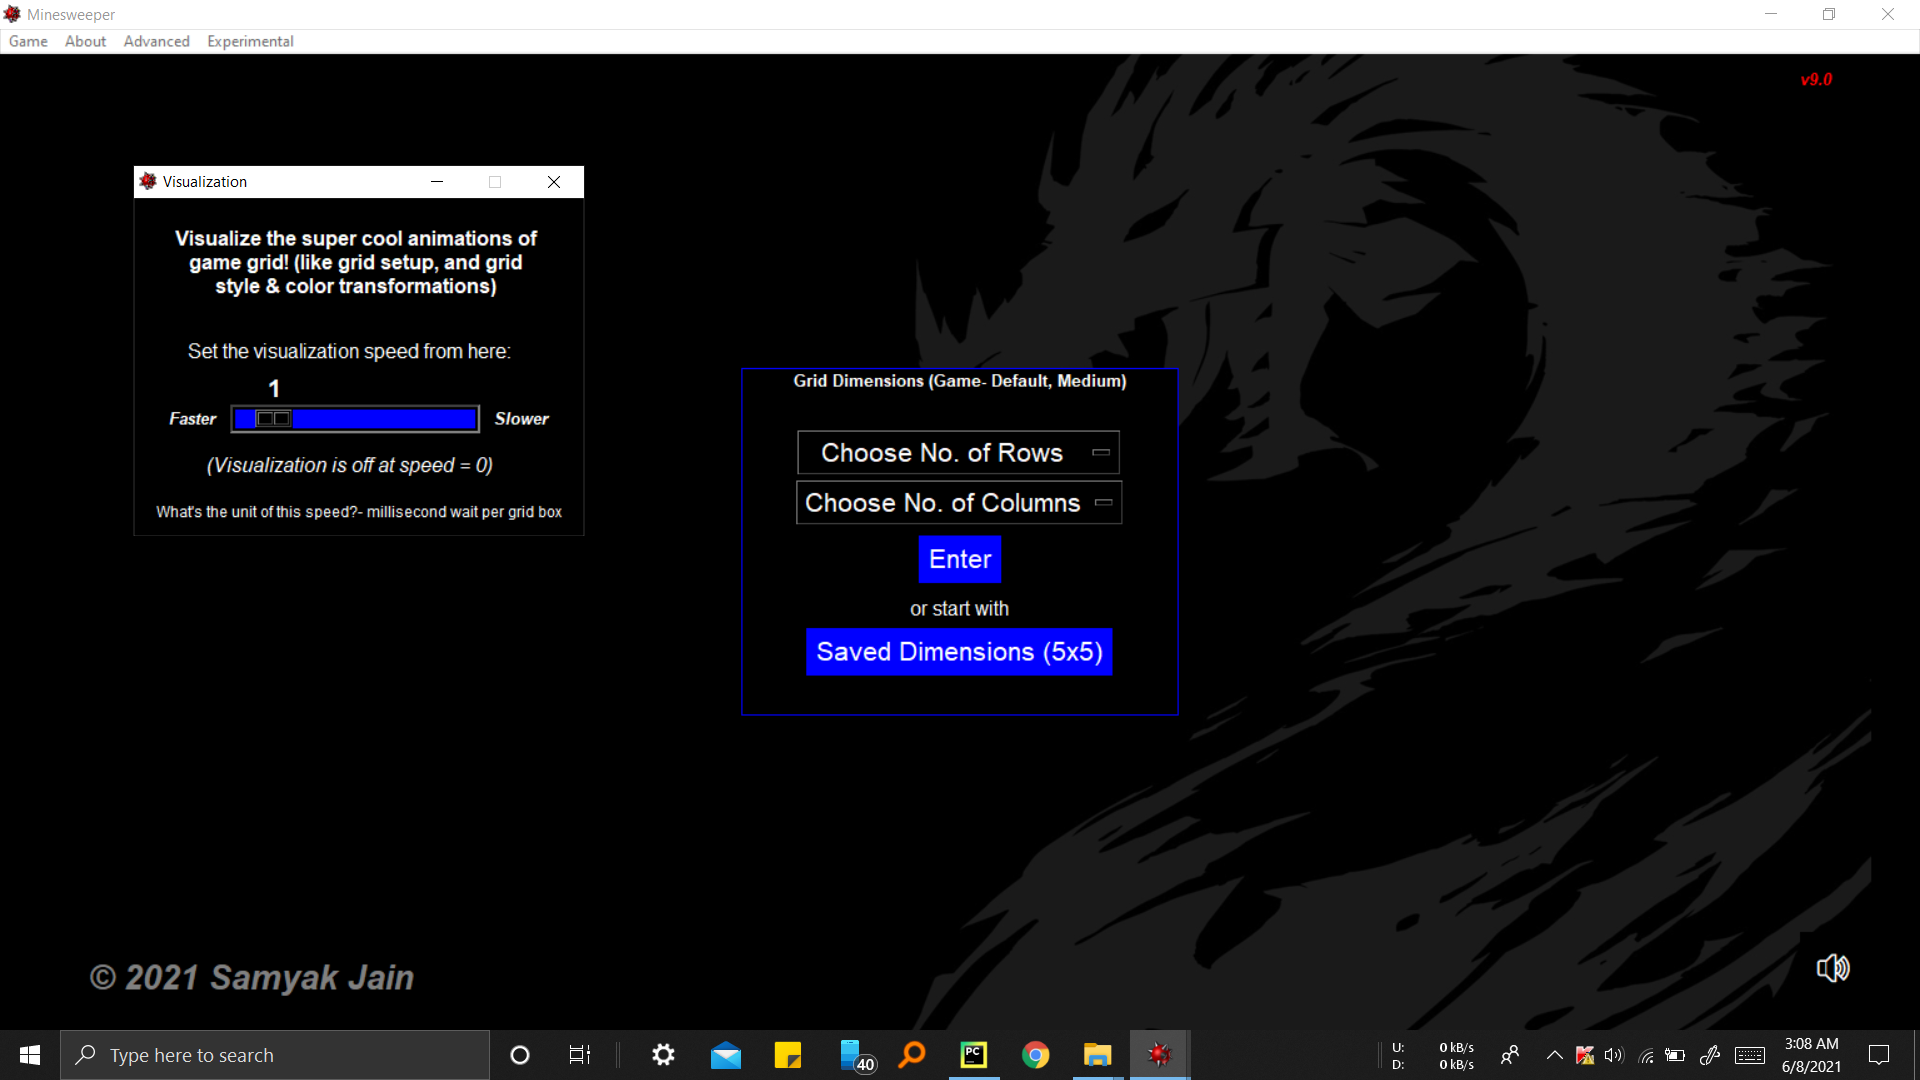 Minesweeper
Game About Advanced Experimental
v9.0
Visualization
Visualize the super cool animations of
game grid! (like grid setup, and grid
style & color transformations)
Set the visualization speed from here:
1
Faster Slower
(Visualization is off at speed = 0)
What's the unit of this speed?- millisecond wait per grid box
Grid Dimensions (Game- Default, Medium)
Choose No. of Rows
Choose No. of Columns
Enter
or start with
Saved Dimensions (5x5)
© 2021 Samyak Jain
Type here to search
40
PC
U: 0 kB/s
D: 0 kB/s
3:08 AM
6/8/2021